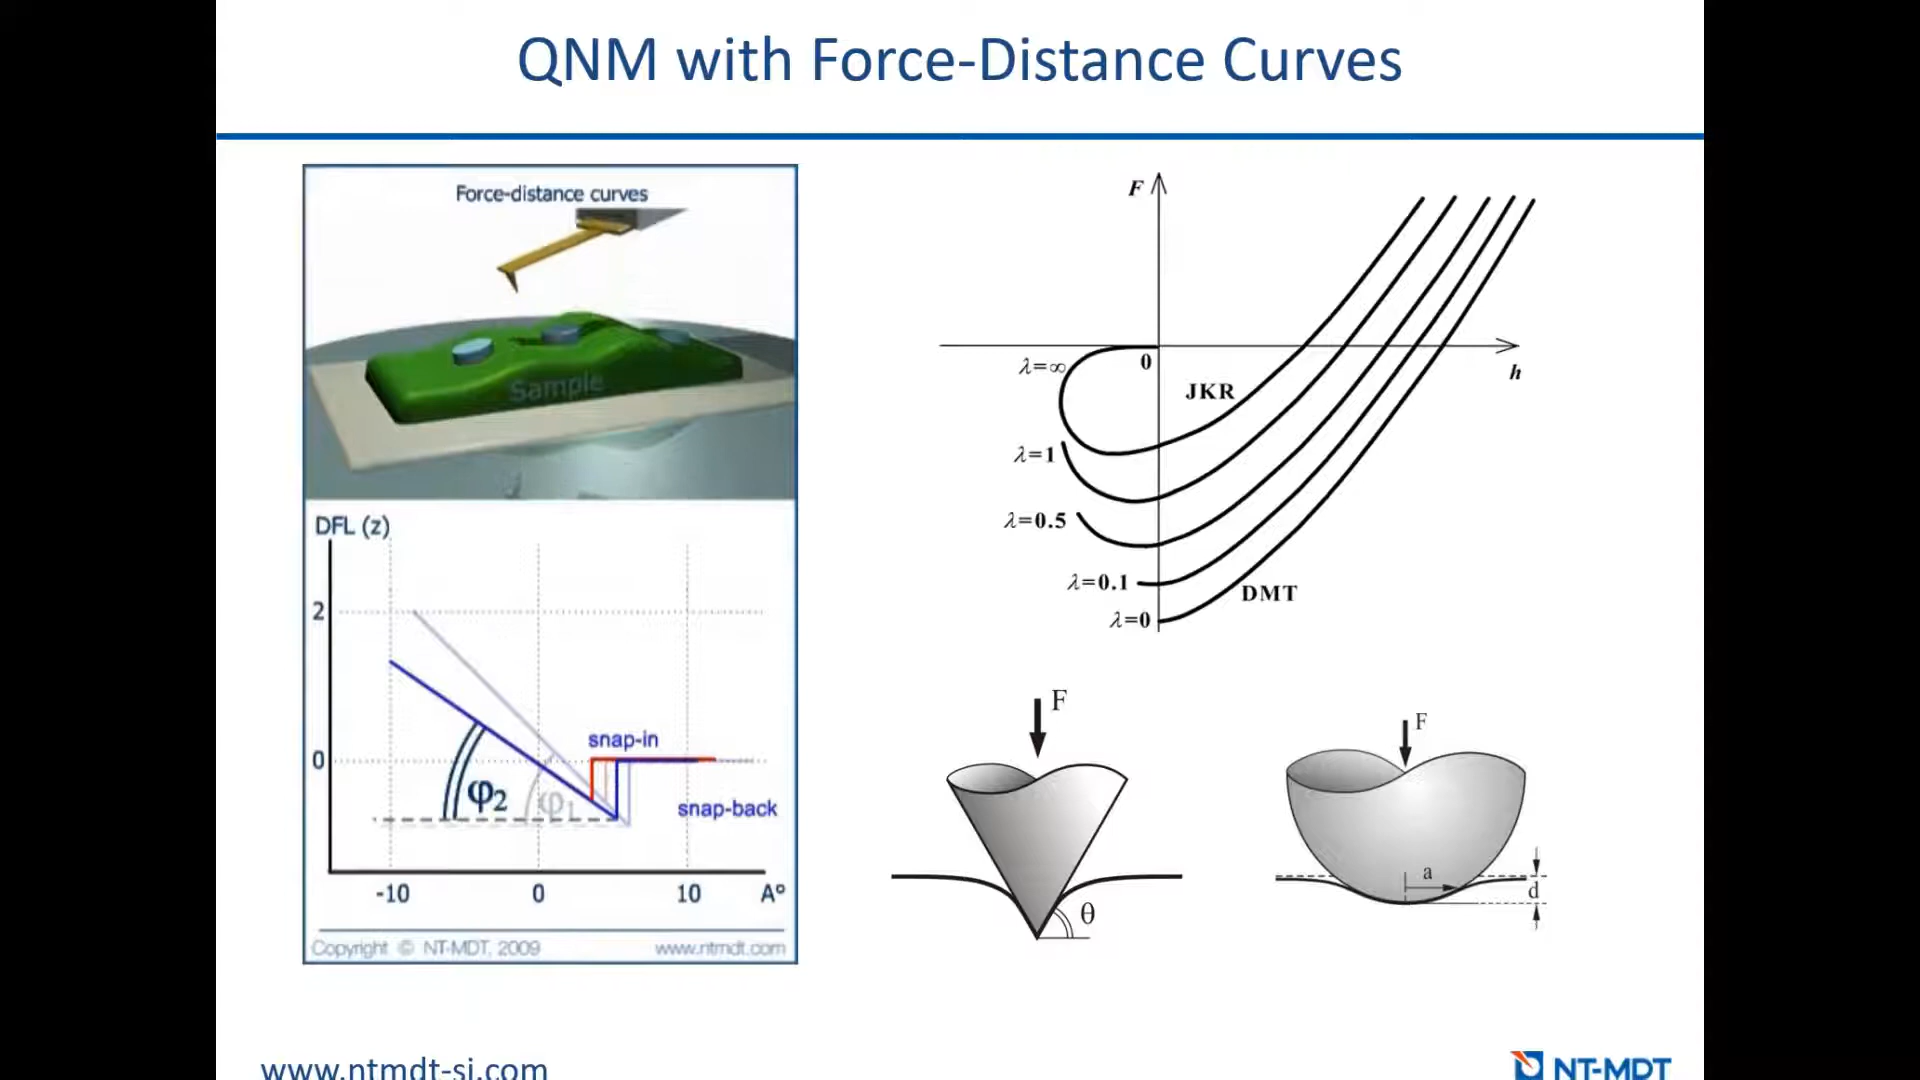 QNM with Force-Distance Curves
Force-distance curves
Sample
DFL (z)
2
0
snap-in
snap-back
φ2
φ1
-10
0
10
A°
Copyright © NT-MDT, 2009
www.ntmdt.com
F
0
h
λ=∞
JKR
λ=1
λ=0.5
λ=0.1
DMT
λ=0
F
θ
F
a
d
www.ntmdt-si.com
NT-MDT